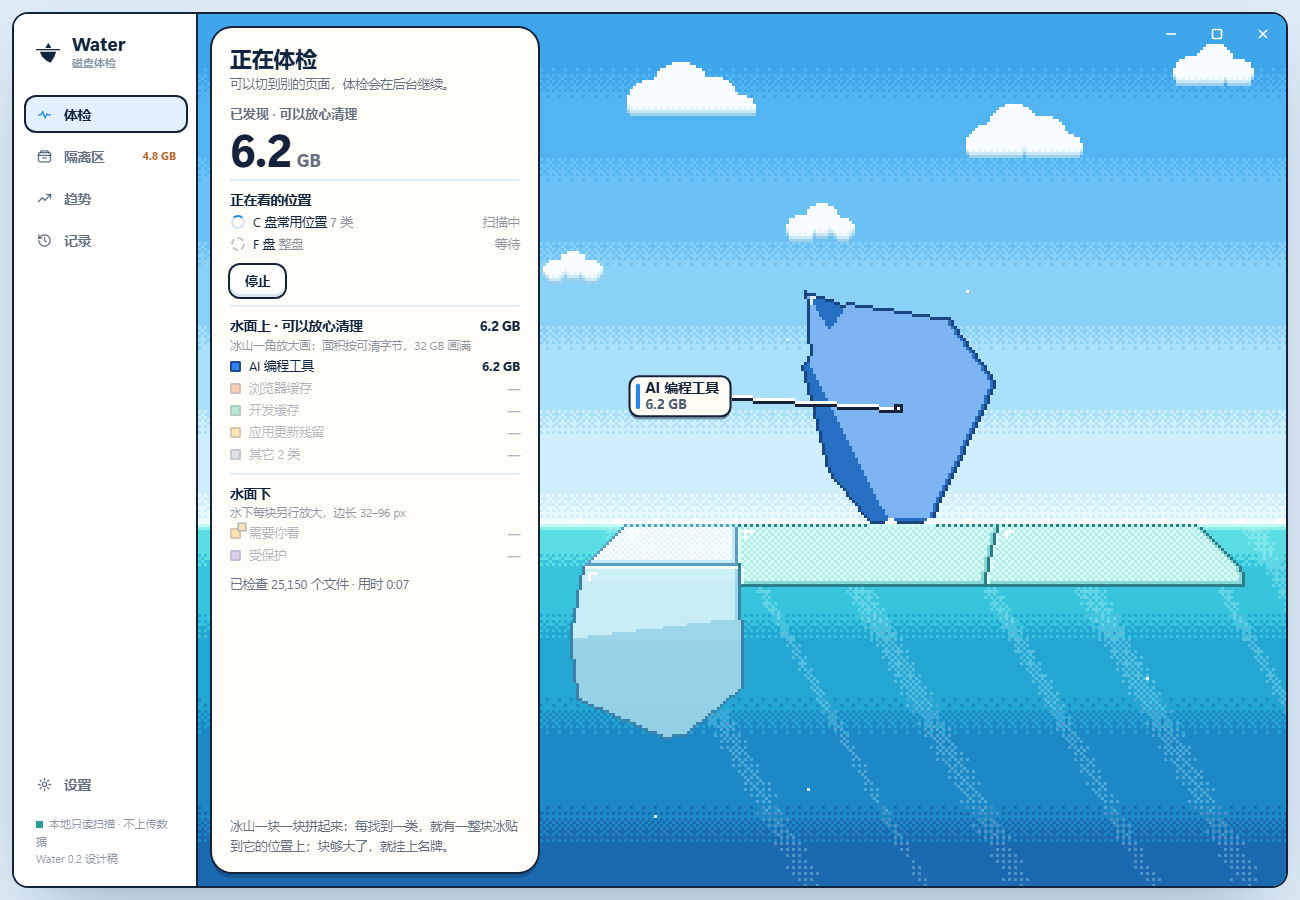 Water
磁盘体检
体检
隔离区 4.8 GB
趋势
记录
设置
本地只读扫描 · 不上传数
据
Water 0.2 设计稿
正在体检
可以切到别的页面，体检会在后台继续。
已发现 · 可以放心清理
6.2 GB
正在看的位置
C 盘常用位置 7 类 扫描中
F 盘 整盘 等待
停止
水面上 · 可以放心清理 6.2 GB
冰山一角放大画：面积按可清字节，32 GB 画满
AI 编程工具 6.2 GB
浏览器缓存 —
开发缓存 —
应用更新残留 —
其它 2 类 —
水面下
水下每块另行放大，边长 32–96 px
需要你看 —
受保护 —
已检查 25,150 个文件 · 用时 0:07
冰山一块一块拼起来：每找到一类，就有一整块冰贴
到它的位置上；块够大了，就挂上名牌。
AI 编程工具
6.2 GB